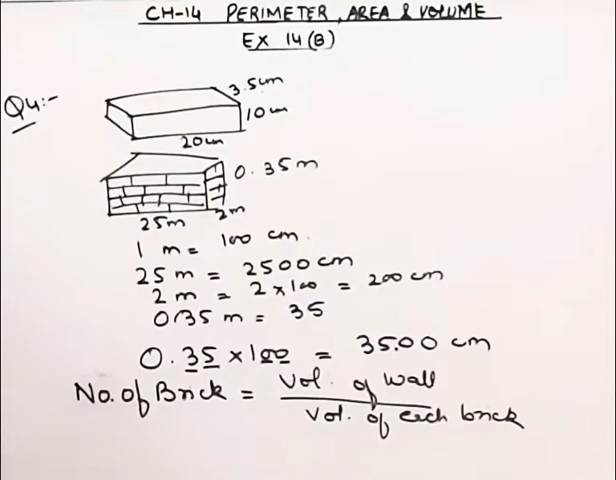 CH-14 PERIMETER, AREA & VOLUME
EX 14(B)
Q4:-
3.5cm
10cm
20cm
0.35m
25m
2m
1 m = 100 cm.
25 m = 2500 cm
2 m = 2×100 = 200 cm
0.35 m = 35
0.35 × 100 = 35.00 cm
No. of Brick = Vol. of wall
Vol. of each brick